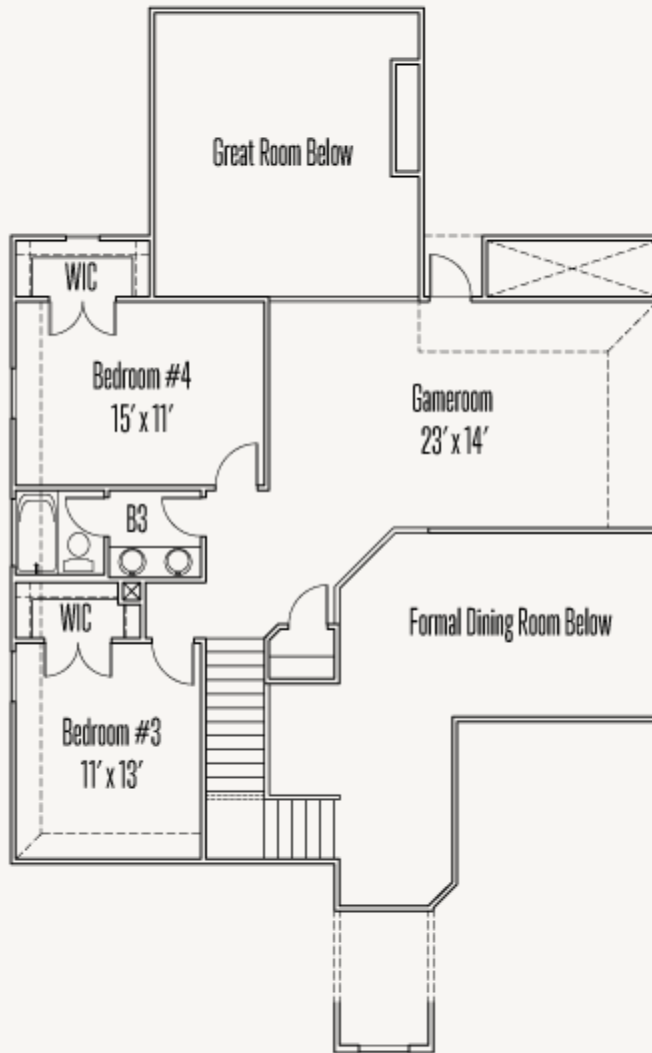 Great Room Below
WIC
Bedroom #4
15′ x 11′
Gameroom
23′ x 14′
B3
WIC
Formal Dining Room Below
Bedroom #3
11′ x 13′